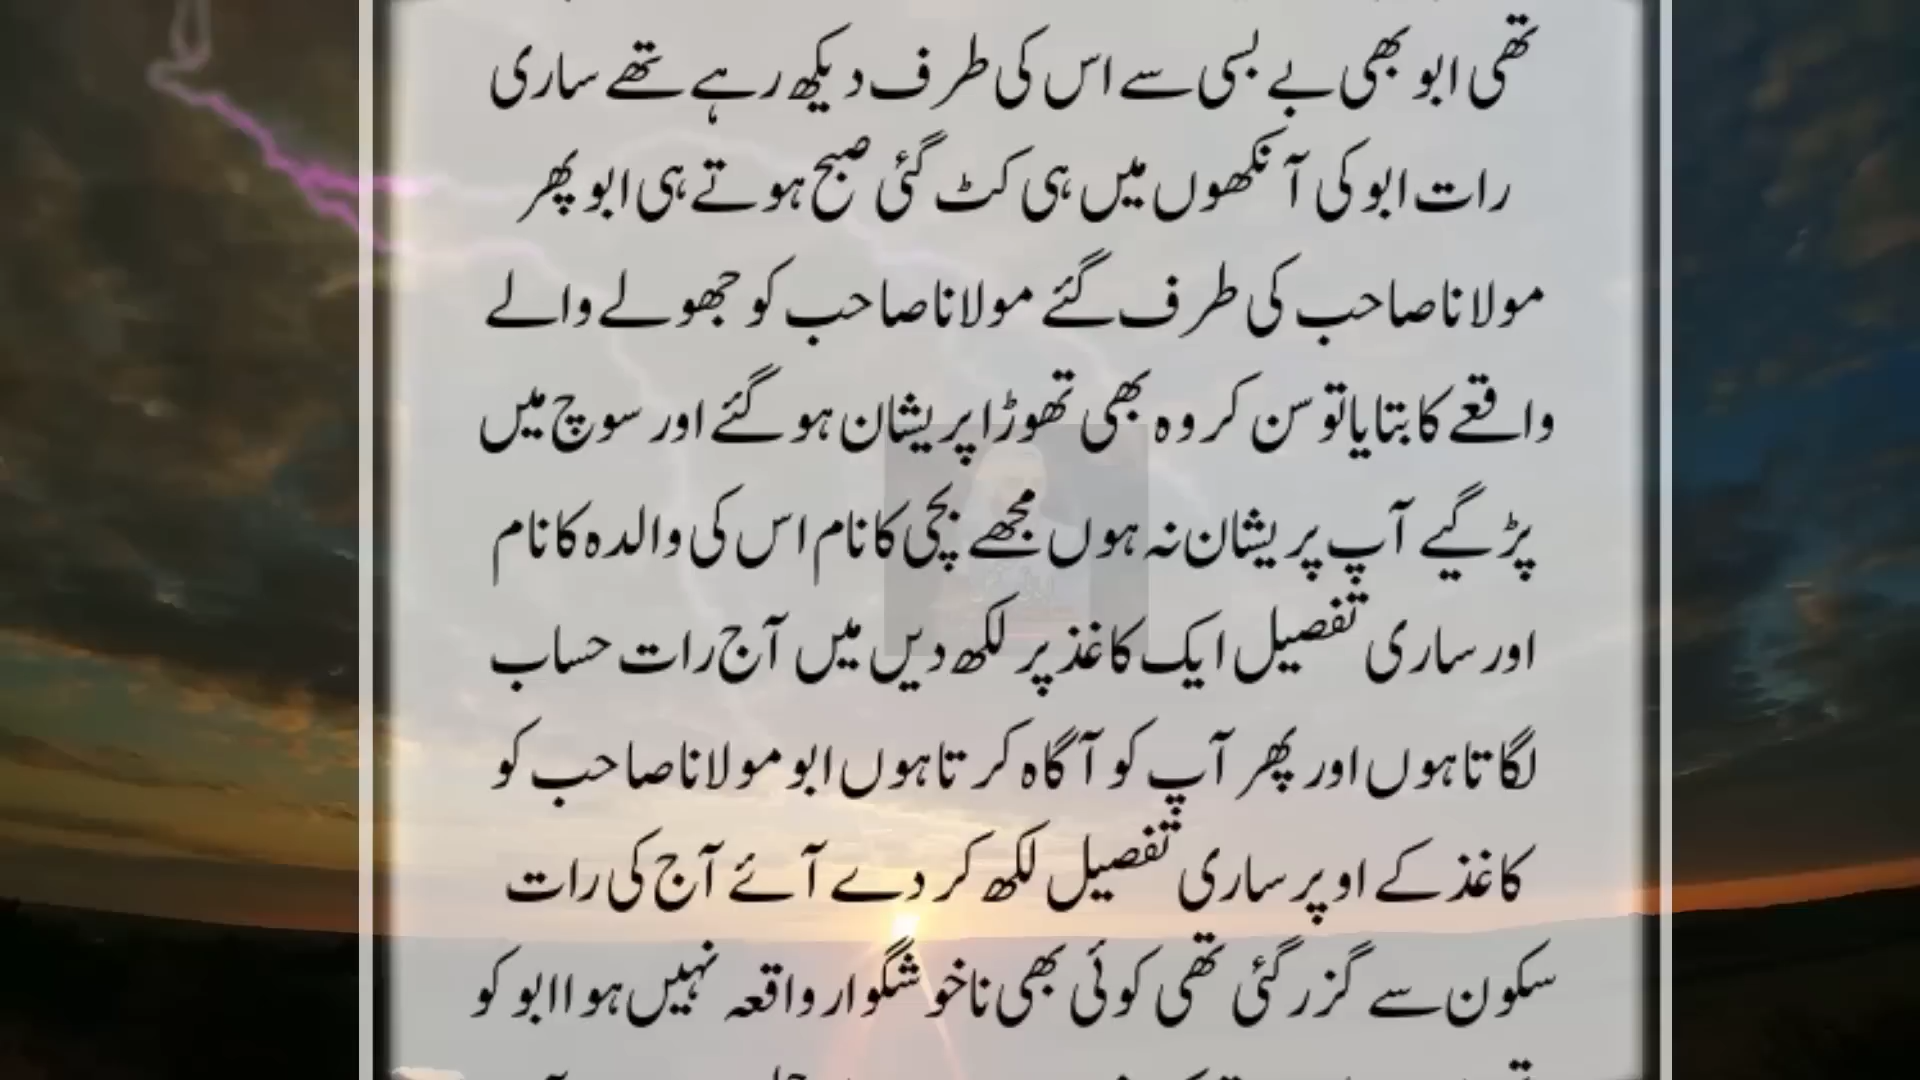 تھی ابو بھی بے بسی سے اس کی طرف دیکھ رہے تھے ساری
رات ابو کی آنکھوں میں ہی کٹ گئی صبح ہوتے ہی ابو پھر
مولانا صاحب کی طرف گئے مولانا صاحب کو جھولے والے
واقعے کا بتایا تو سن کر وہ بھی تھوڑا پریشان ہو گئے اور سوچ میں
پڑ گیے آپ پریشان نہ ہوں مجھے بچی کا نام اس کی والدہ کا نام
اور ساری تفصیل ایک کاغذ پر لکھ دیں میں آج رات حساب
لگاتا ہوں اور پھر آپ کو آگاہ کرتا ہوں ابو مولانا صاحب کو
کاغذ کے اوپر ساری تفصیل لکھ کر دے آئے آج کی رات
سکون سے گزر گئی تھی کوئی بھی ناخوشگوار واقعہ نہیں ہوا ابو کو